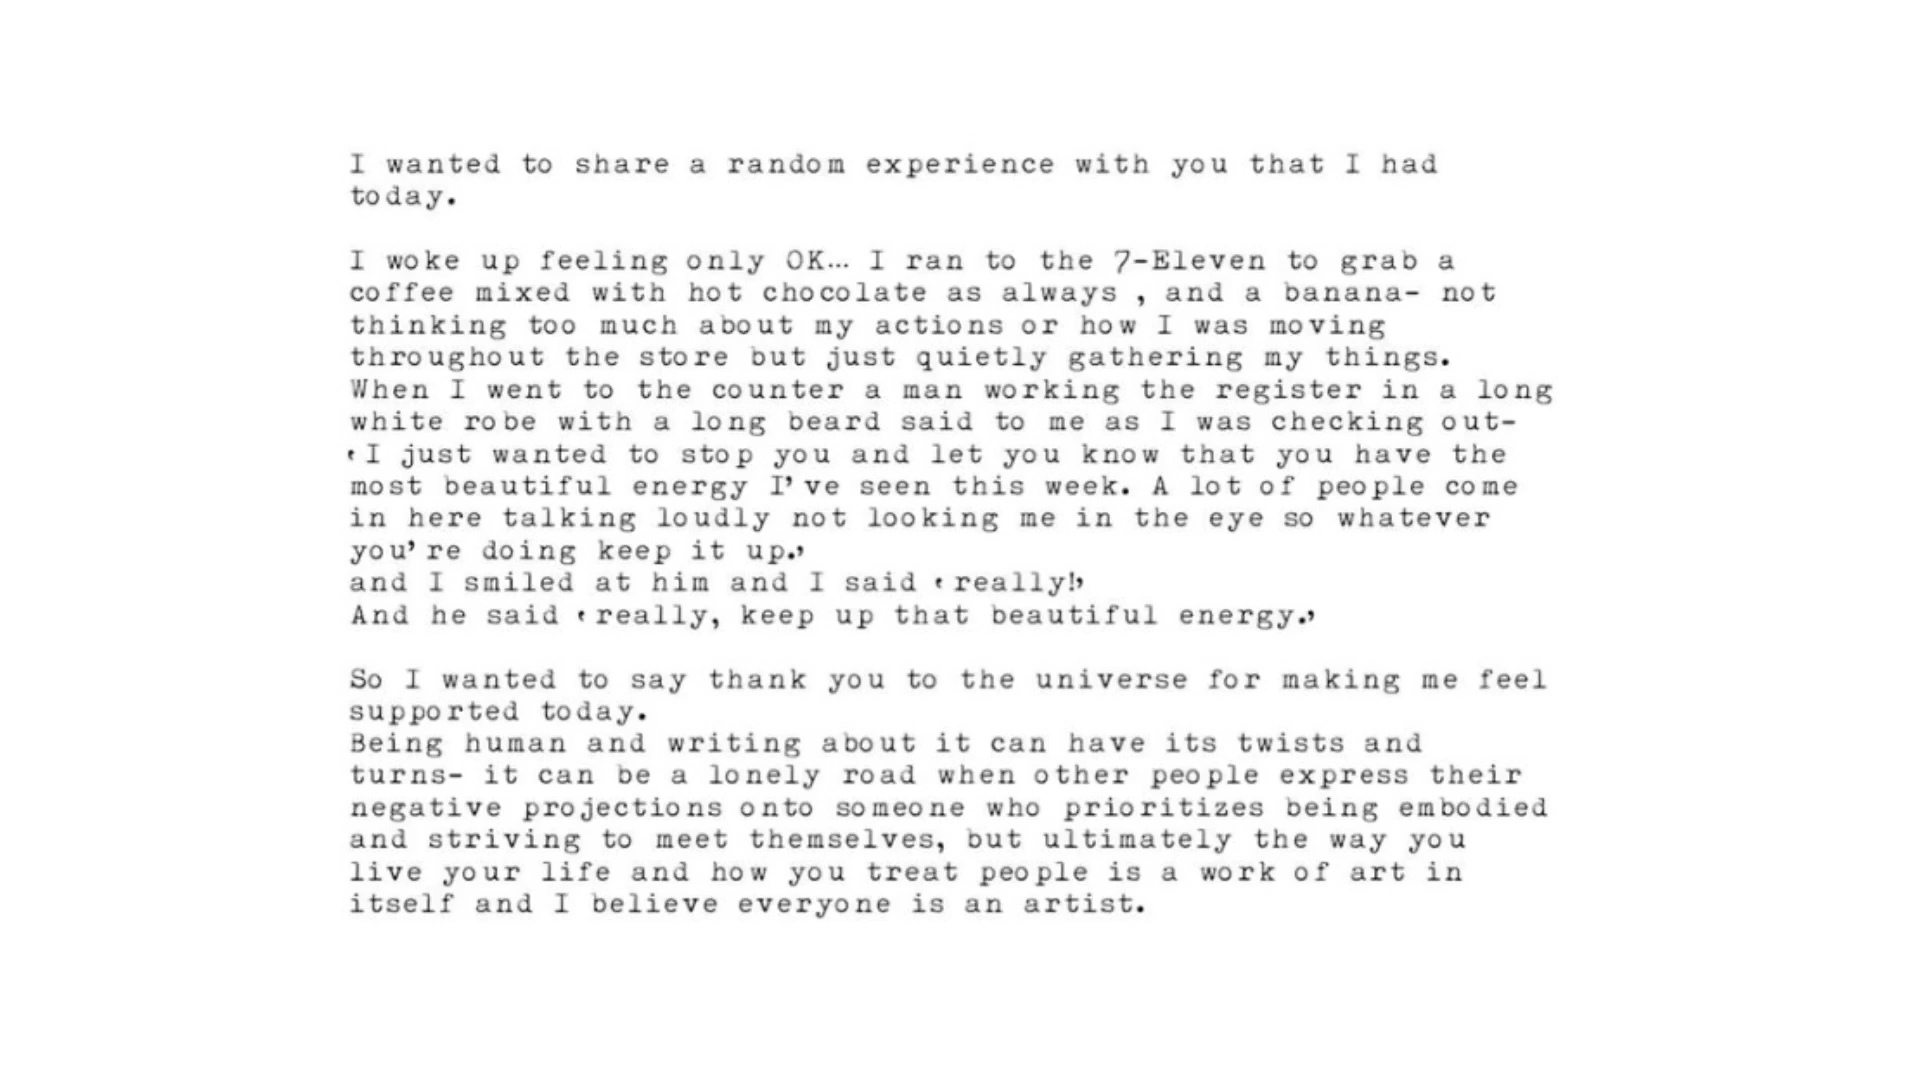 I wanted to share a random experience with you that I had
today.
I woke up feeling only OK… I ran to the 7-Eleven to grab a
coffee mixed with hot chocolate as always , and a banana- not
thinking too much about my actions or how I was moving
throughout the store but just quietly gathering my things.
When I went to the counter a man working the register in a long
white robe with a long beard said to me as I was checking out-
‘I just wanted to stop you and let you know that you have the
most beautiful energy I’ve seen this week. A lot of people come
in here talking loudly not looking me in the eye so whatever
you’re doing keep it up.’
and I smiled at him and I said ‘really!’
And he said ‘really, keep up that beautiful energy.’
So I wanted to say thank you to the universe for making me feel
supported today.
Being human and writing about it can have its twists and
turns- it can be a lonely road when other people express their
negative projections onto someone who prioritizes being embodied
and striving to meet themselves, but ultimately the way you
live your life and how you treat people is a work of art in
itself and I believe everyone is an artist.